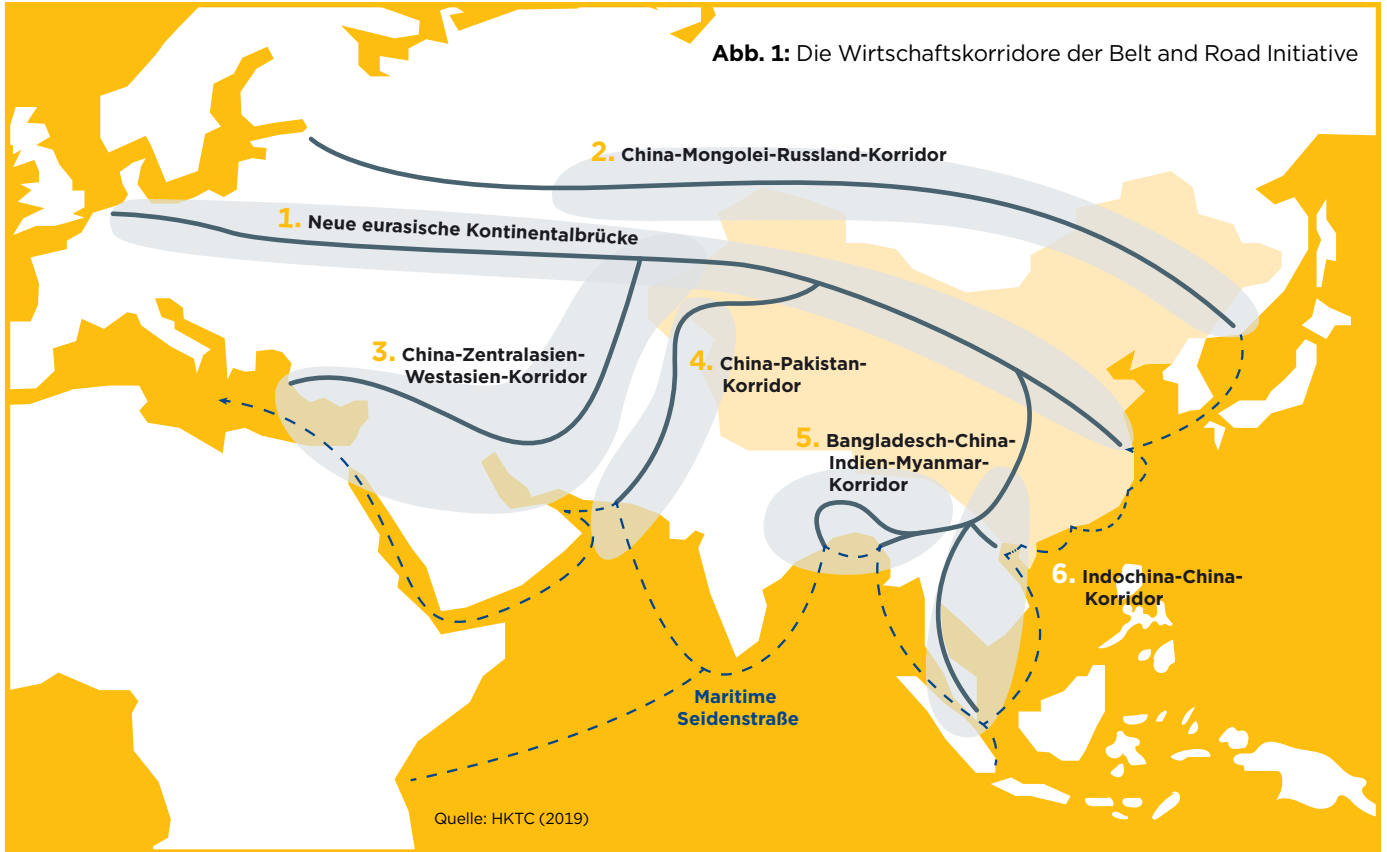 Abb. 1: Die Wirtschaftskorridore der Belt and Road Initiative
2. China-Mongolei-Russland-Korridor
1. Neue eurasische Kontinentalbrücke
3. China-Zentralasien-
Westasien-Korridor
4. China-Pakistan-
Korridor
5. Bangladesch-China-
Indien-Myanmar-
Korridor
6. Indochina-China-
Korridor
Maritime
Seidenstraße
Quelle: HKTC (2019)